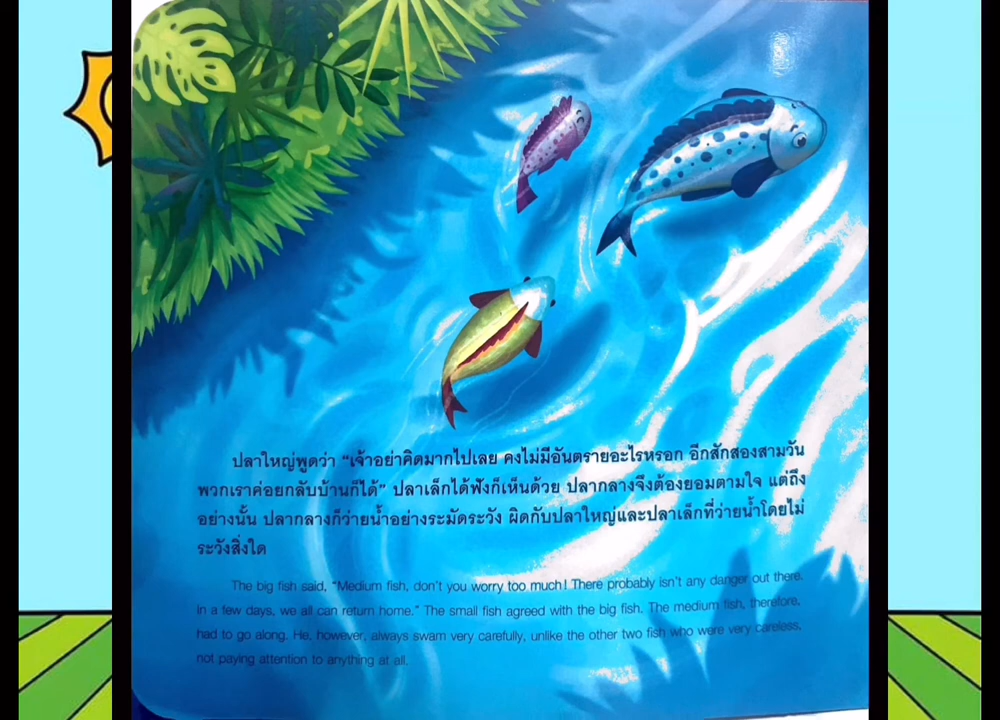 ปลาใหญ่พูดว่า “เจ้าอย่าคิดมากไปเลย คงไม่มีอันตรายอะไรหรอก อีกสักสองสามวัน
พวกเราค่อยกลับบ้านก็ได้” ปลาเล็กได้ฟังก็เห็นด้วย ปลากลางจึงต้องยอมตามใจ แต่ถึง
อย่างนั้น ปลากลางก็ว่ายน้ำอย่างระมัดระวัง ผิดกับปลาใหญ่และปลาเล็กที่ว่ายน้ำโดยไม่
ระวังสิ่งใด
The big fish said, “Medium fish, don't you worry too much! There probably isn't any danger out there,
in a few days, we all can return home.” The small fish agreed with the big fish. The medium fish, therefore,
had to go along. He, however, always swam very carefully, unlike the other two fish who were very careless,
not paying attention to anything at all.